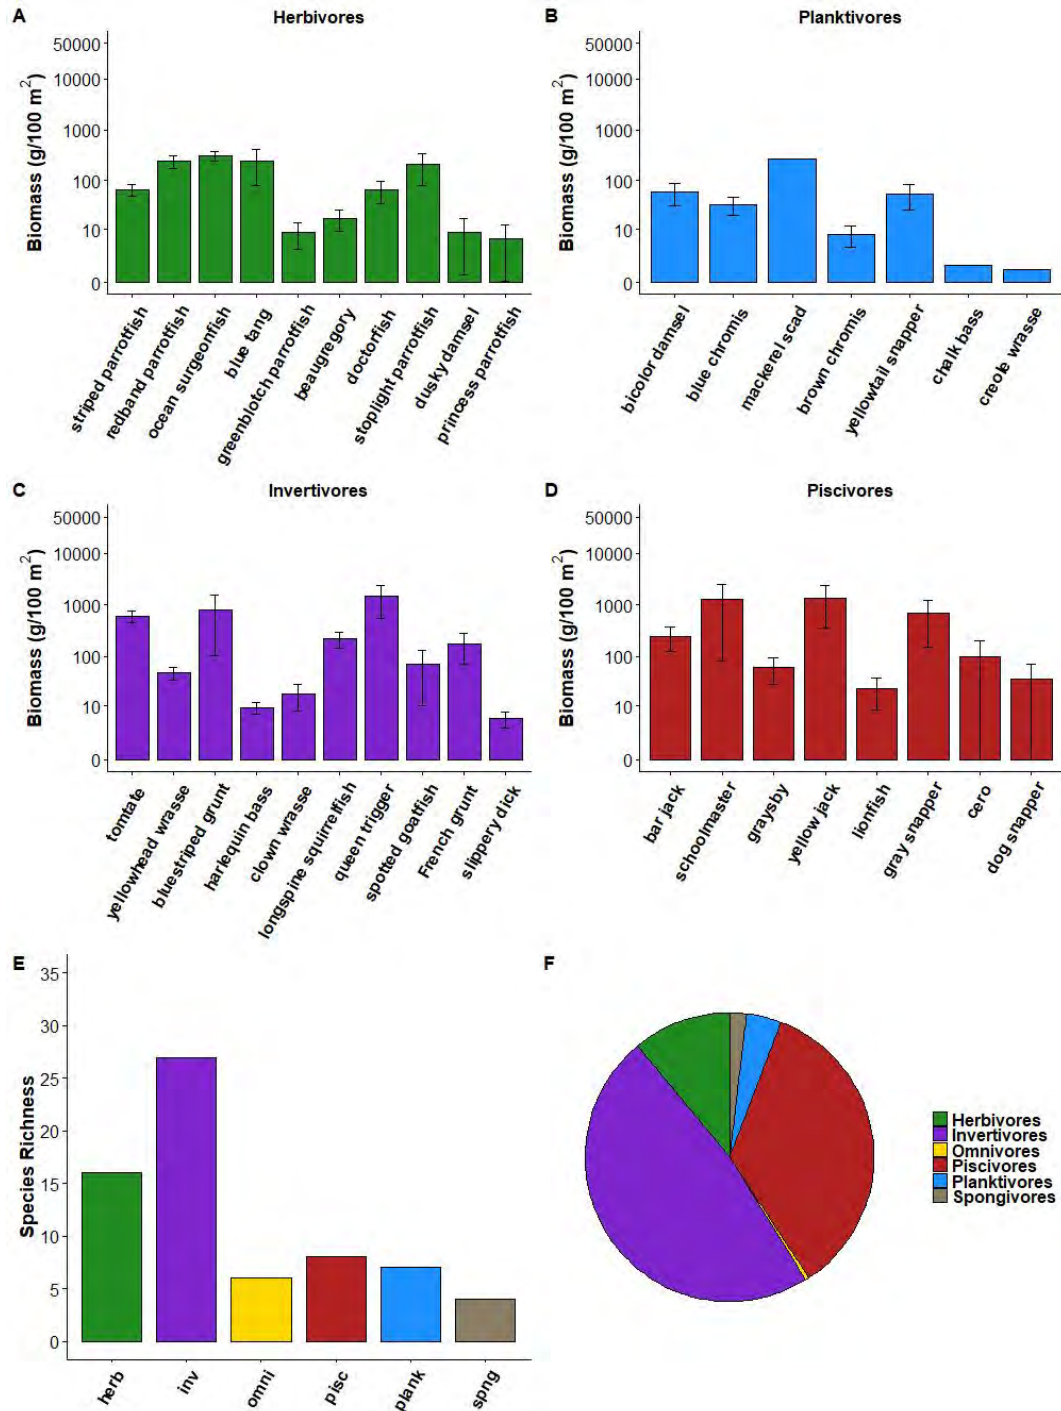 A
Herbivores
Biomass (g/100 m²)
50000
10000
1000
100
10
0
striped parrotfish
redband parrotfish
ocean surgeonfish
blue tang
greenblotch parrotfish
beaugregory
doctorfish
stoplight parrotfish
dusky damsel
princess parrotfish
B
Planktivores
Biomass (g/100 m²)
50000
10000
1000
100
10
0
bicolor damsel
blue chromis
mackerel scad
brown chromis
yellowtail snapper
chalk bass
creole wrasse
C
Invertivores
Biomass (g/100 m²)
50000
10000
1000
100
10
0
tomtate
yellowhead wrasse
bluestriped grunt
harlequin bass
clown wrasse
longspine squirrelfish
queen trigger
spotted goatfish
French grunt
slippery dick
D
Piscivores
Biomass (g/100 m²)
50000
10000
1000
100
10
0
bar jack
schoolmaster
graysby
yellow jack
lionfish
gray snapper
cero
dog snapper
E
Species Richness
35
30
25
20
15
10
5
0
herb
inv
omni
pisc
plank
spng
F
Herbivores
Invertivores
Omnivores
Piscivores
Planktivores
Spongivores